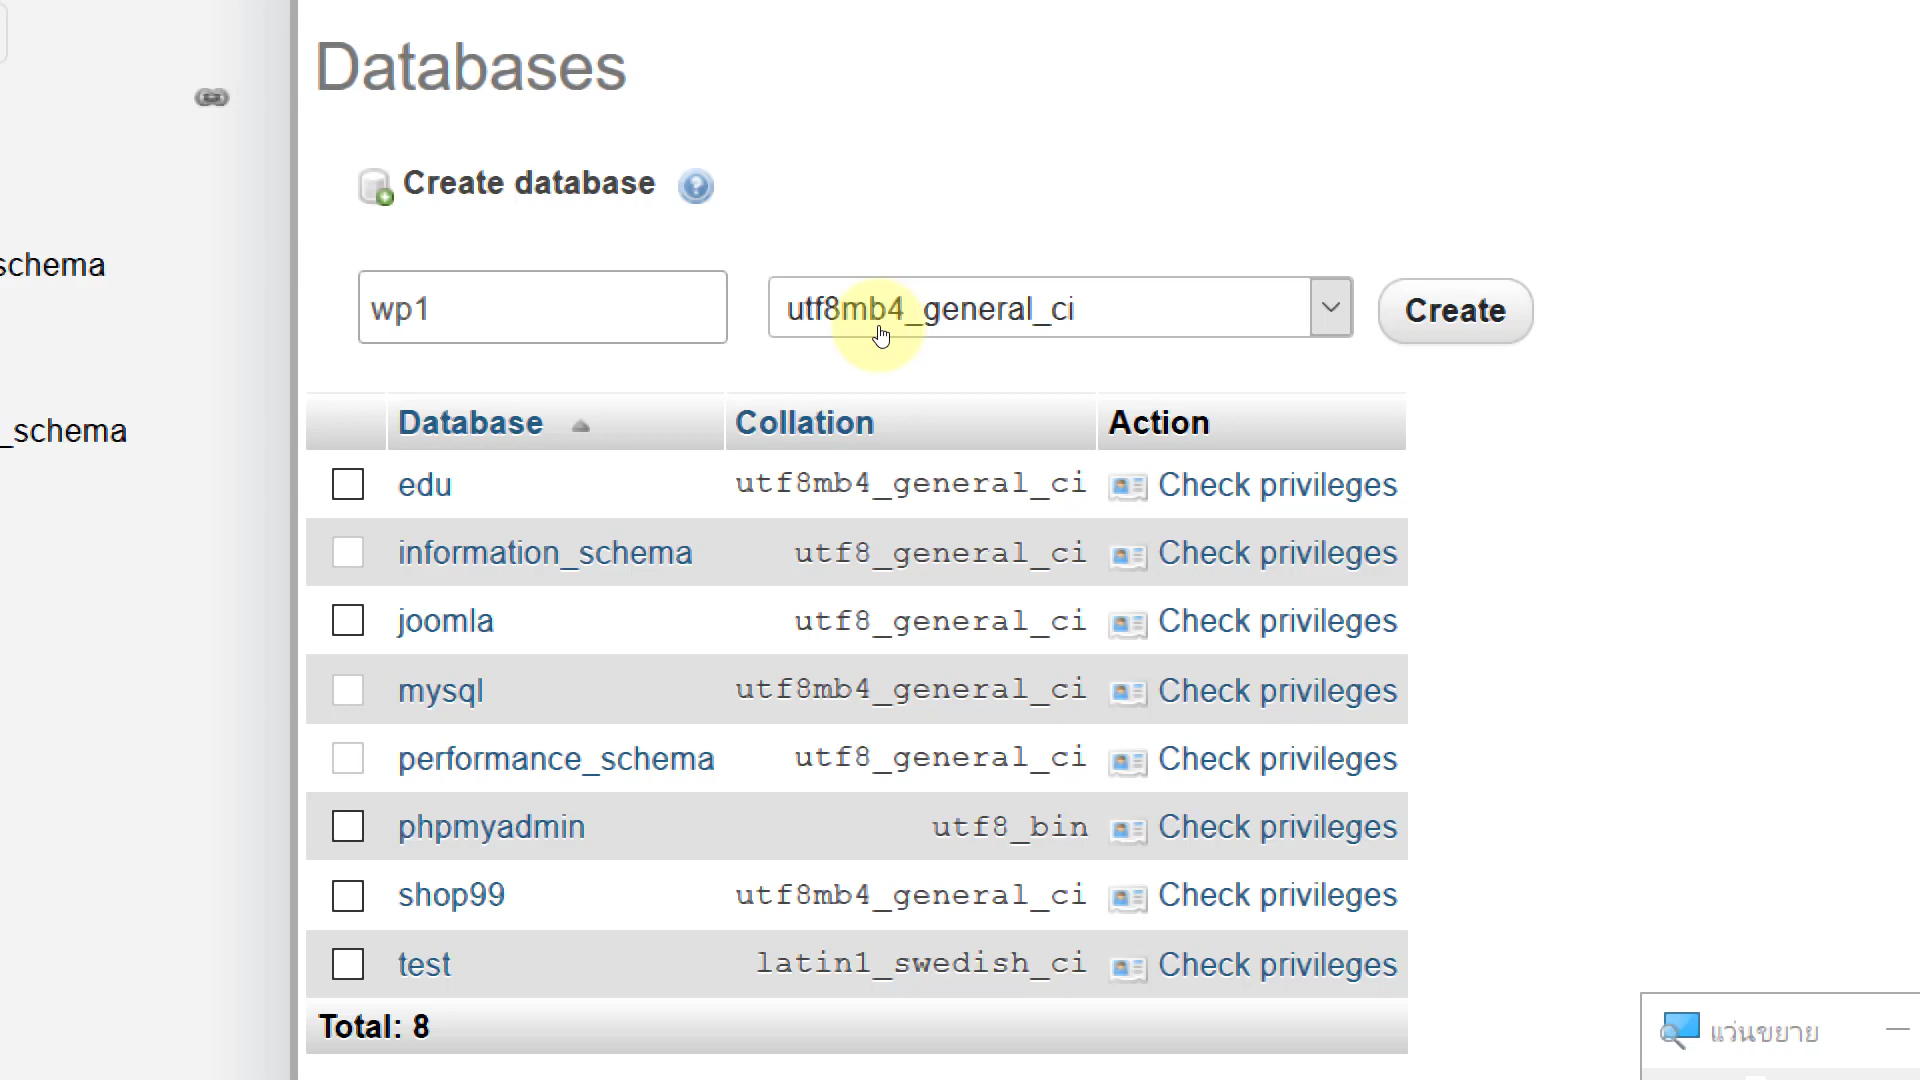 Databases
Create database
schema
wp1 utf8mb4_general_ci Create
Database Collation Action
_schema
edu utf8mb4_general_ci Check privileges
information_schema utf8_general_ci Check privileges
joomla utf8_general_ci Check privileges
mysql utf8mb4_general_ci Check privileges
performance_schema utf8_general_ci Check privileges
phpmyadmin utf8_bin Check privileges
shop99 utf8mb4_general_ci Check privileges
test latin1_swedish_ci Check privileges
Total: 8
แว่นขยาย